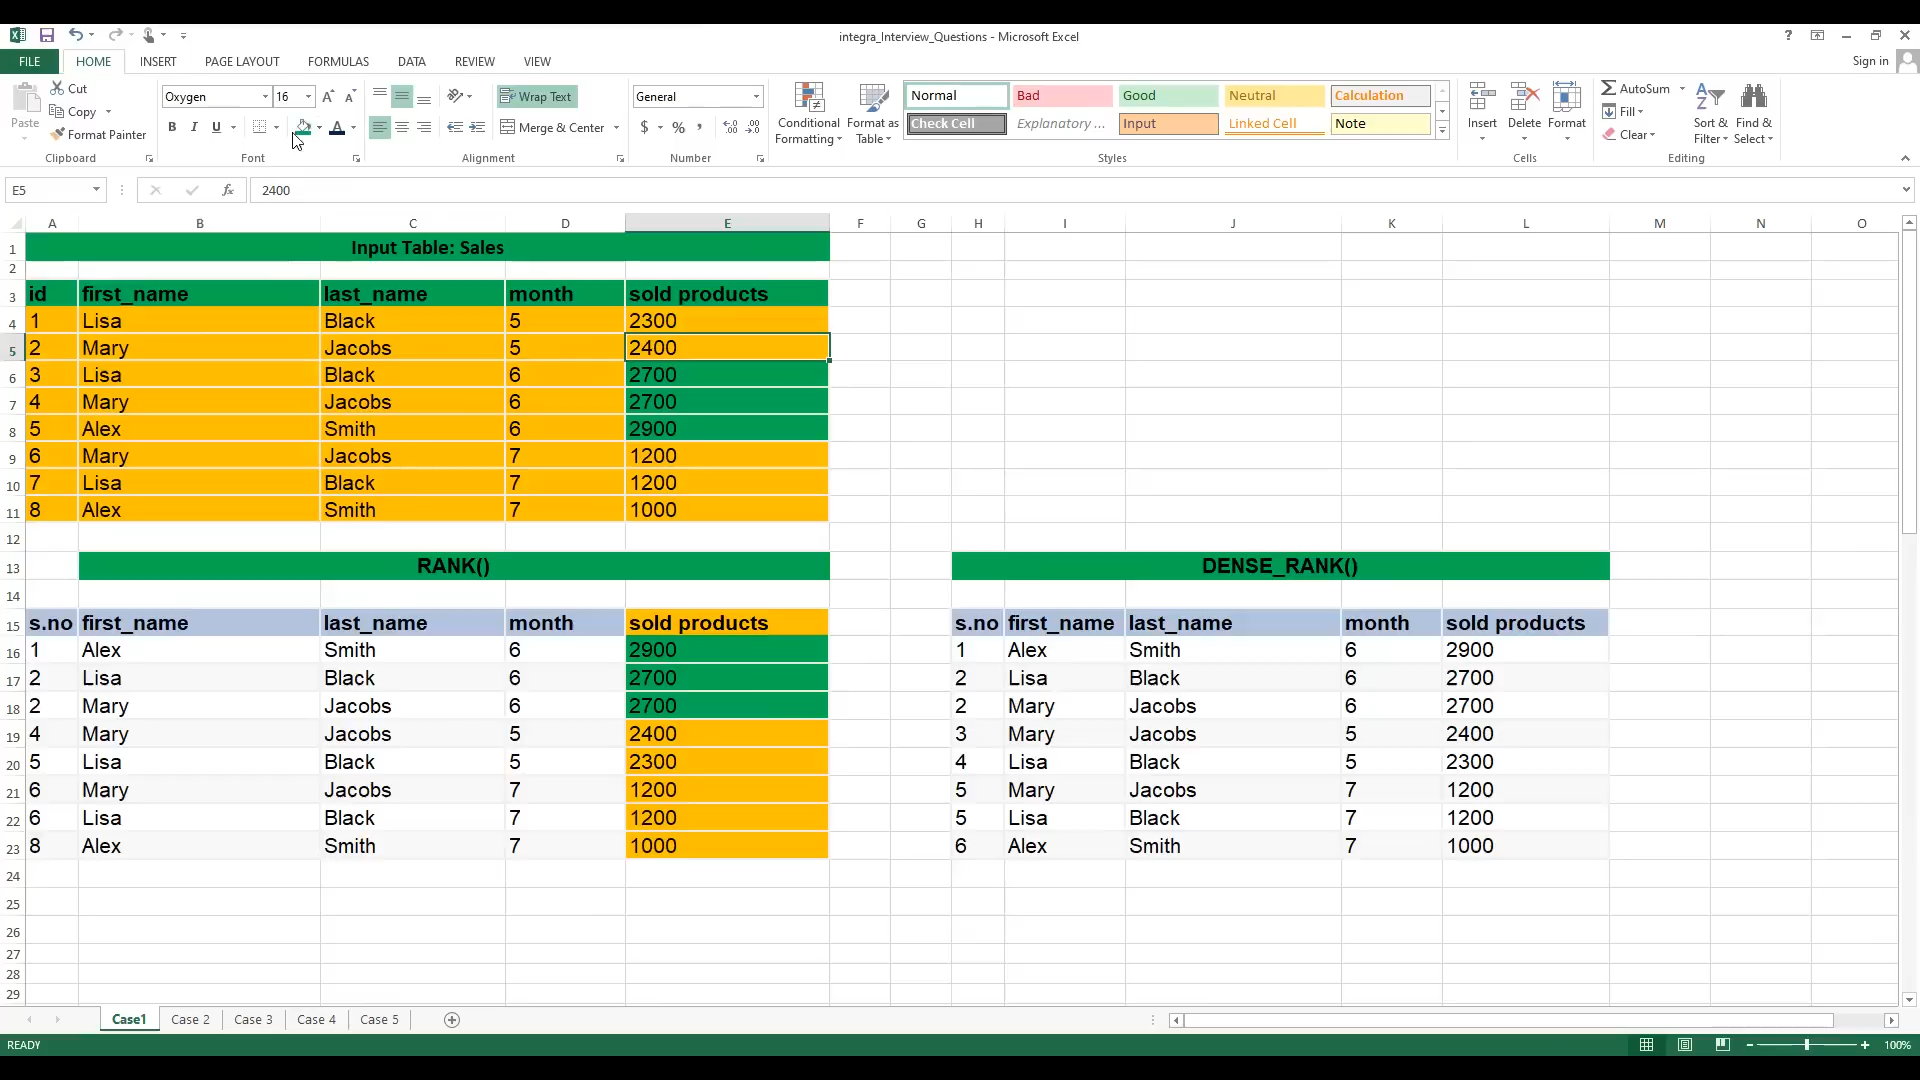 integra_Interview_Questions - Microsoft Excel
?
FILE HOME INSERT PAGE LAYOUT FORMULAS DATA REVIEW VIEW Sign in
Paste Cut Copy Format Painter
Clipboard
Oxygen 16 A A
B I U A
Font
Wrap Text
Merge & Center
Alignment
General
$ % ,
Number
Conditional Formatting
Format as Table
Normal Bad Good Neutral Calculation
Check Cell Explanatory ... Input Linked Cell Note
Styles
Insert Delete Format
Cells
AutoSum
Fill
Clear
Sort & Filter
Find & Select
Editing
E5 fx 2400
A B C D E F G H I J K L M N O
1 Input Table: Sales
2
3 id first_name last_name month sold products
4 1 Lisa Black 5 2300
5 2 Mary Jacobs 5 2400
6 3 Lisa Black 6 2700
7 4 Mary Jacobs 6 2700
8 5 Alex Smith 6 2900
9 6 Mary Jacobs 7 1200
10 7 Lisa Black 7 1200
11 8 Alex Smith 7 1000
12
13 RANK() DENSE_RANK()
14
15 s.no first_name last_name month sold products s.no first_name last_name month sold products
16 1 Alex Smith 6 2900 1 Alex Smith 6 2900
17 2 Lisa Black 6 2700 2 Lisa Black 6 2700
18 2 Mary Jacobs 6 2700 2 Mary Jacobs 6 2700
19 4 Mary Jacobs 5 2400 3 Mary Jacobs 5 2400
20 5 Lisa Black 5 2300 4 Lisa Black 5 2300
21 6 Mary Jacobs 7 1200 5 Mary Jacobs 7 1200
22 6 Lisa Black 7 1200 5 Lisa Black 7 1200
23 8 Alex Smith 7 1000 6 Alex Smith 7 1000
24
25
26
27
28
29
Case1 Case 2 Case 3 Case 4 Case 5
READY 100%